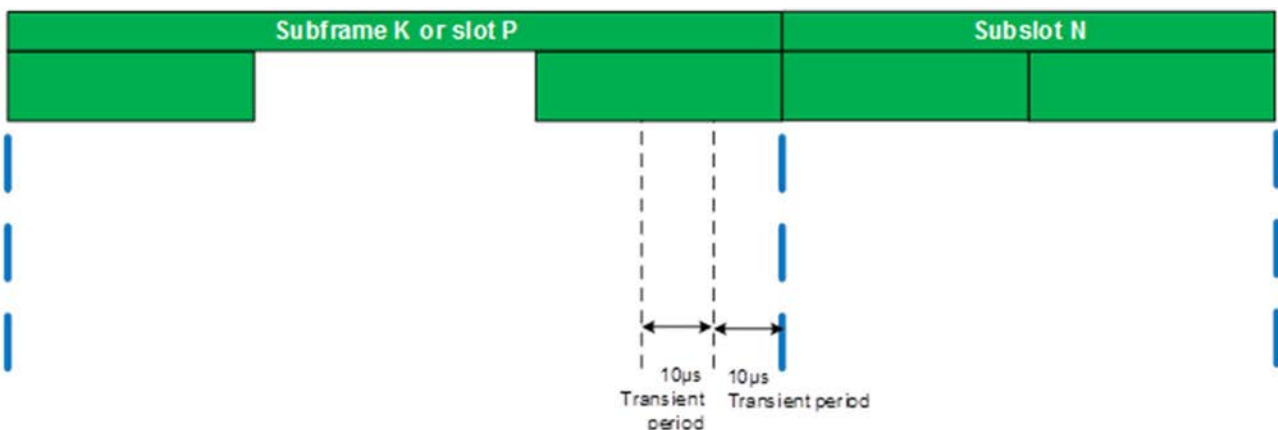 Subframe K or slot P
Subslot N
10µs
Transient
period
10µs
Transient period